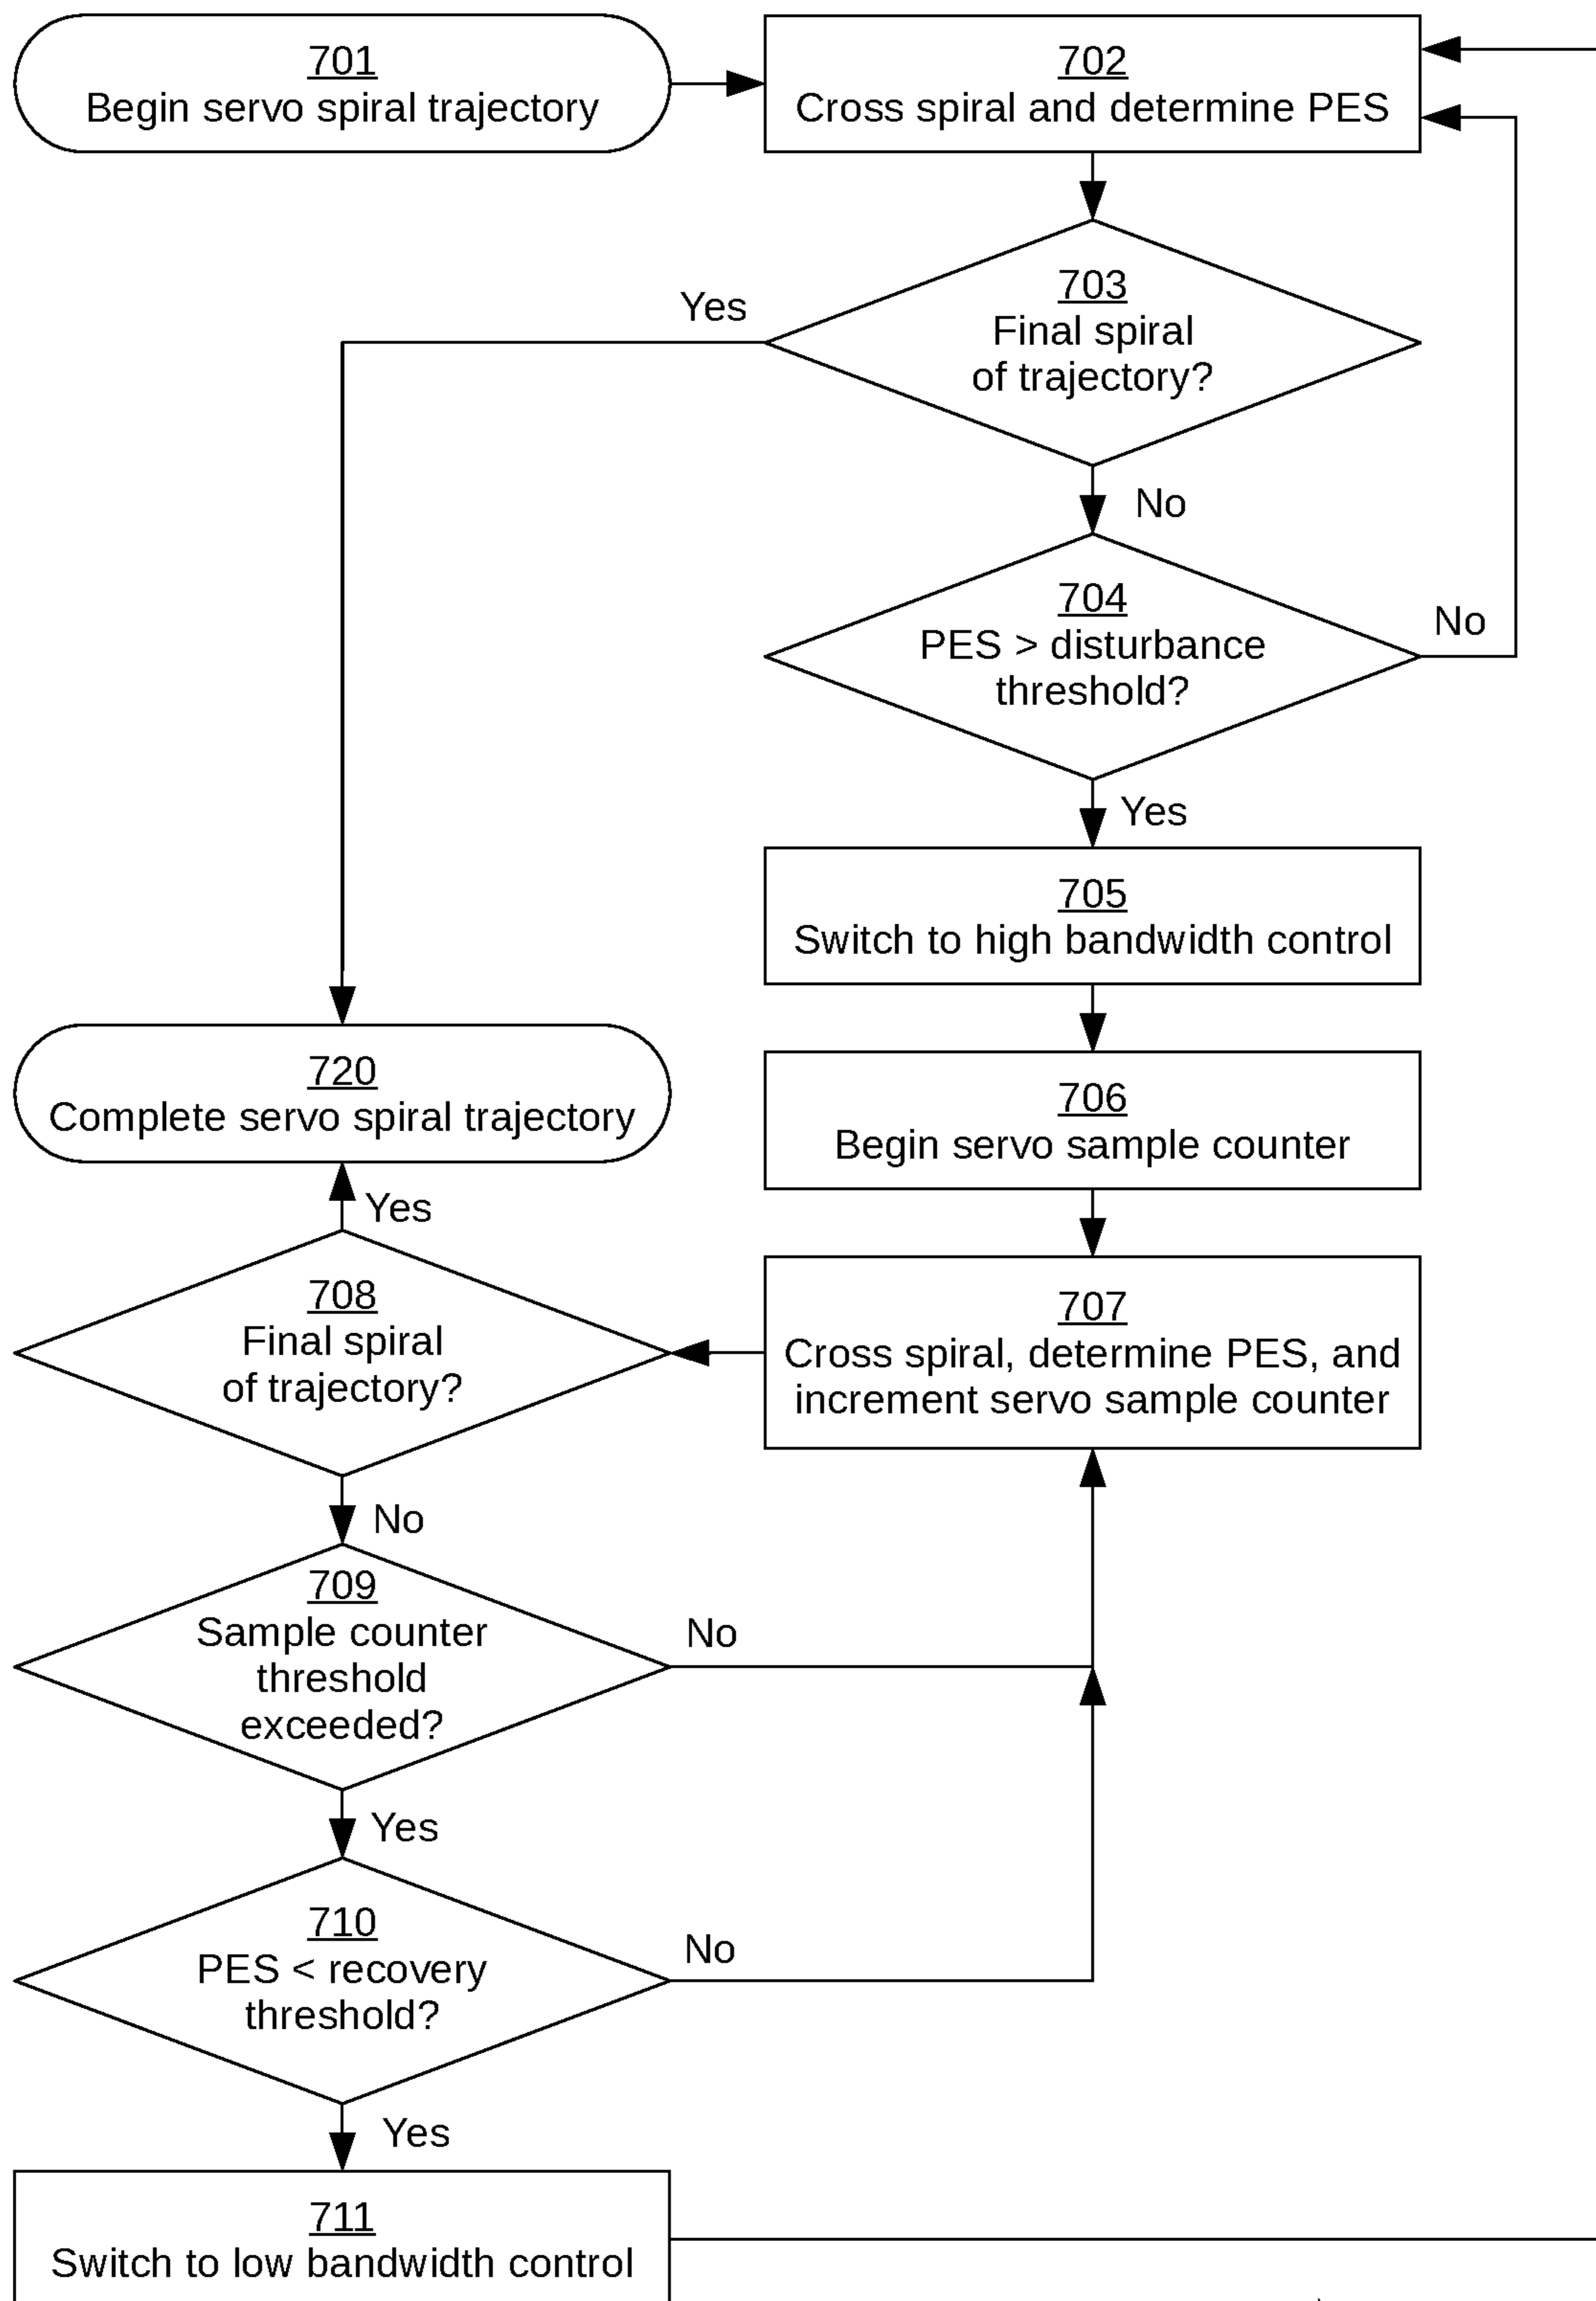 701
Begin servo spiral trajectory
702
Cross spiral and determine PES
703
Final spiral
of trajectory?
Yes
No
704
PES > disturbance
threshold?
No
Yes
705
Switch to high bandwidth control
720
Complete servo spiral trajectory
706
Begin servo sample counter
Yes
708
Final spiral
of trajectory?
707
Cross spiral, determine PES, and
increment servo sample counter
No
709
Sample counter
threshold
exceeded?
No
Yes
710
PES < recovery
threshold?
No
Yes
711
Switch to low bandwidth control